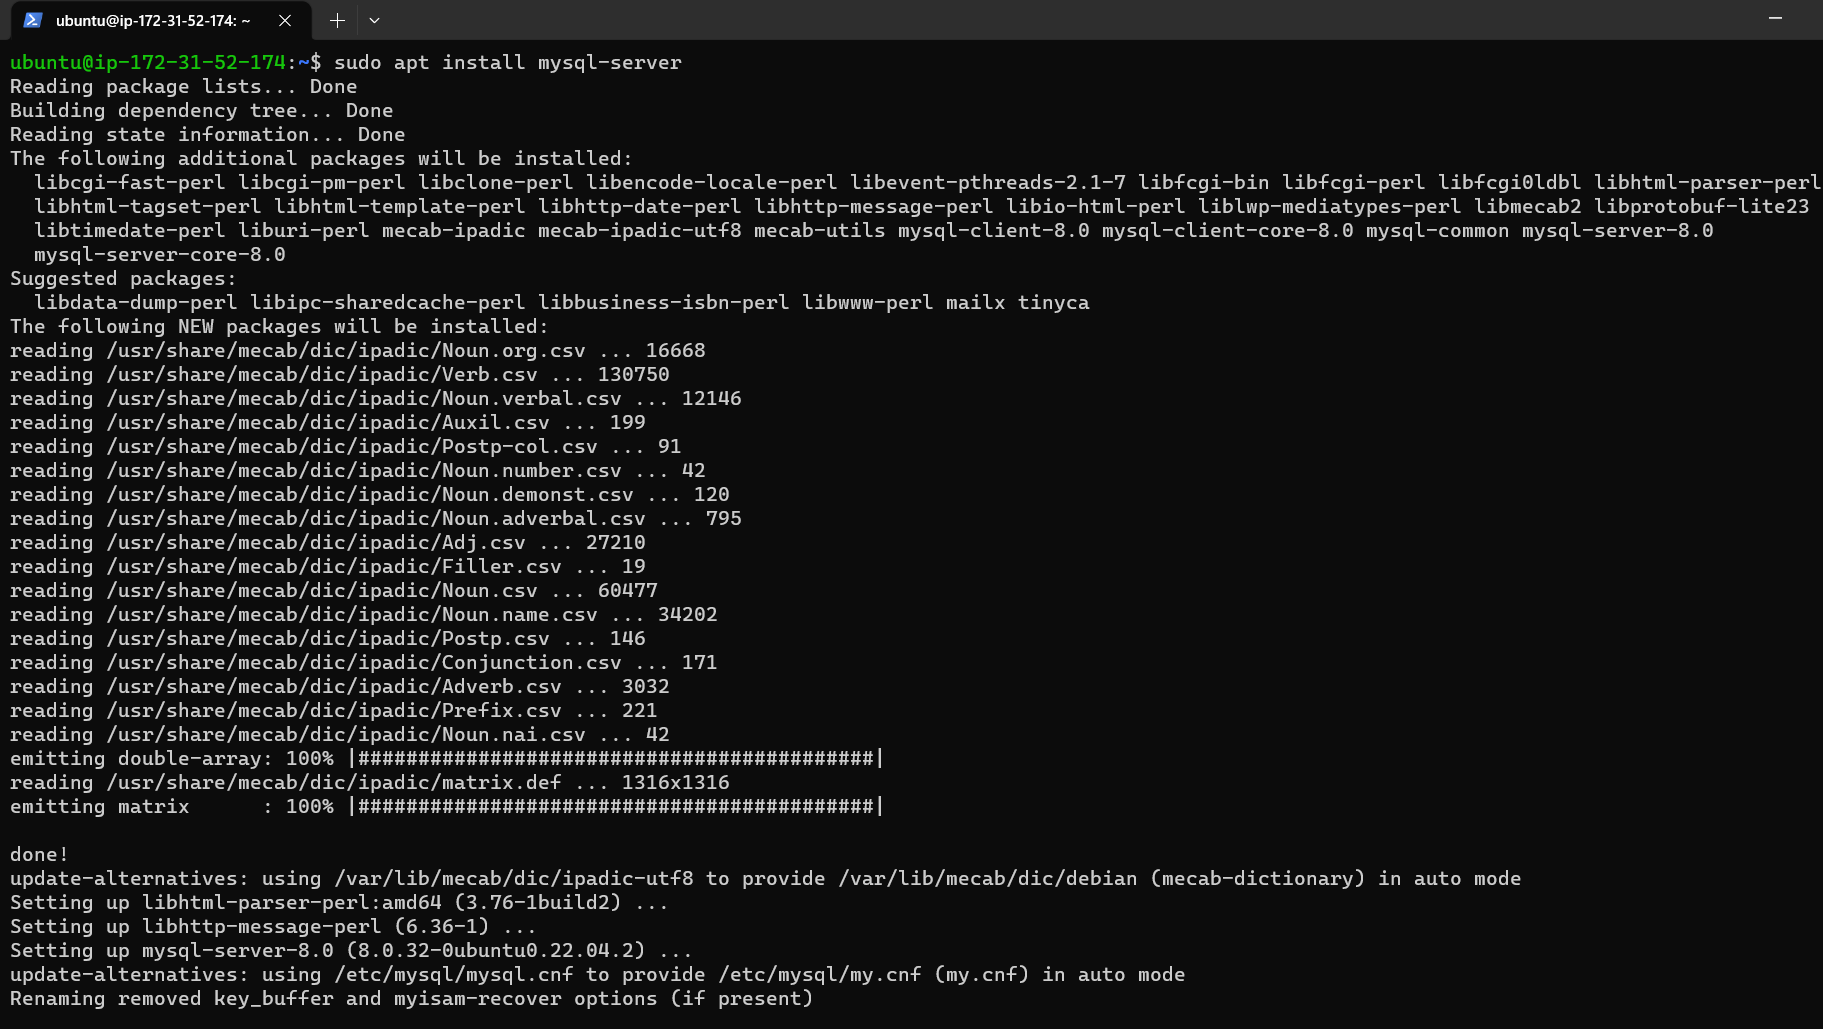 ubuntu@ip-172-31-52-174: ~
ubuntu@ip-172-31-52-174:~$ sudo apt install mysql-server
Reading package lists... Done
Building dependency tree... Done
Reading state information... Done
The following additional packages will be installed:
  libcgi-fast-perl libcgi-pm-perl libclone-perl libencode-locale-perl libevent-pthreads-2.1-7 libfcgi-bin libfcgi-perl libfcgi0ldbl libhtml-parser-perl
  libhtml-tagset-perl libhtml-template-perl libhttp-date-perl libhttp-message-perl libio-html-perl liblwp-mediatypes-perl libmecab2 libprotobuf-lite23
  libtimedate-perl liburi-perl mecab-ipadic mecab-ipadic-utf8 mecab-utils mysql-client-8.0 mysql-client-core-8.0 mysql-common mysql-server-8.0
  mysql-server-core-8.0
Suggested packages:
  libdata-dump-perl libipc-sharedcache-perl libbusiness-isbn-perl libwww-perl mailx tinyca
The following NEW packages will be installed:
reading /usr/share/mecab/dic/ipadic/Noun.org.csv ... 16668
reading /usr/share/mecab/dic/ipadic/Verb.csv ... 130750
reading /usr/share/mecab/dic/ipadic/Noun.verbal.csv ... 12146
reading /usr/share/mecab/dic/ipadic/Auxil.csv ... 199
reading /usr/share/mecab/dic/ipadic/Postp-col.csv ... 91
reading /usr/share/mecab/dic/ipadic/Noun.number.csv ... 42
reading /usr/share/mecab/dic/ipadic/Noun.demonst.csv ... 120
reading /usr/share/mecab/dic/ipadic/Noun.adverbal.csv ... 795
reading /usr/share/mecab/dic/ipadic/Adj.csv ... 27210
reading /usr/share/mecab/dic/ipadic/Filler.csv ... 19
reading /usr/share/mecab/dic/ipadic/Noun.csv ... 60477
reading /usr/share/mecab/dic/ipadic/Noun.name.csv ... 34202
reading /usr/share/mecab/dic/ipadic/Postp.csv ... 146
reading /usr/share/mecab/dic/ipadic/Conjunction.csv ... 171
reading /usr/share/mecab/dic/ipadic/Adverb.csv ... 3032
reading /usr/share/mecab/dic/ipadic/Prefix.csv ... 221
reading /usr/share/mecab/dic/ipadic/Noun.nai.csv ... 42
emitting double-array: 100% |###########################################|
reading /usr/share/mecab/dic/ipadic/matrix.def ... 1316x1316
emitting matrix      : 100% |###########################################|
done!
update-alternatives: using /var/lib/mecab/dic/ipadic-utf8 to provide /var/lib/mecab/dic/debian (mecab-dictionary) in auto mode
Setting up libhtml-parser-perl:amd64 (3.76-1build2) ...
Setting up libhttp-message-perl (6.36-1) ...
Setting up mysql-server-8.0 (8.0.32-0ubuntu0.22.04.2) ...
update-alternatives: using /etc/mysql/mysql.cnf to provide /etc/mysql/my.cnf (my.cnf) in auto mode
Renaming removed key_buffer and myisam-recover options (if present)